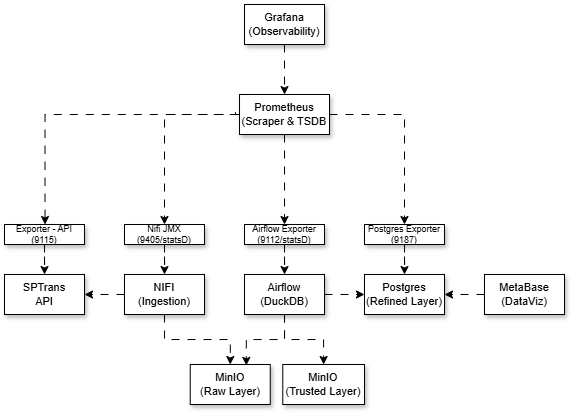 Grafana
(Observability)
Prometheus
(Scraper & TSDB
Exporter - API
(9115)
Nifi JMX
(9405/statsD)
Airflow Exporter
(9112/statsD)
Postgres Exporter
(9187)
SPTrans
API
NIFI
(Ingestion)
Airflow
(DuckDB)
Postgres
(Refined Layer)
MetaBase
(DataViz)
MinIO
(Raw Layer)
MinIO
(Trusted Layer)